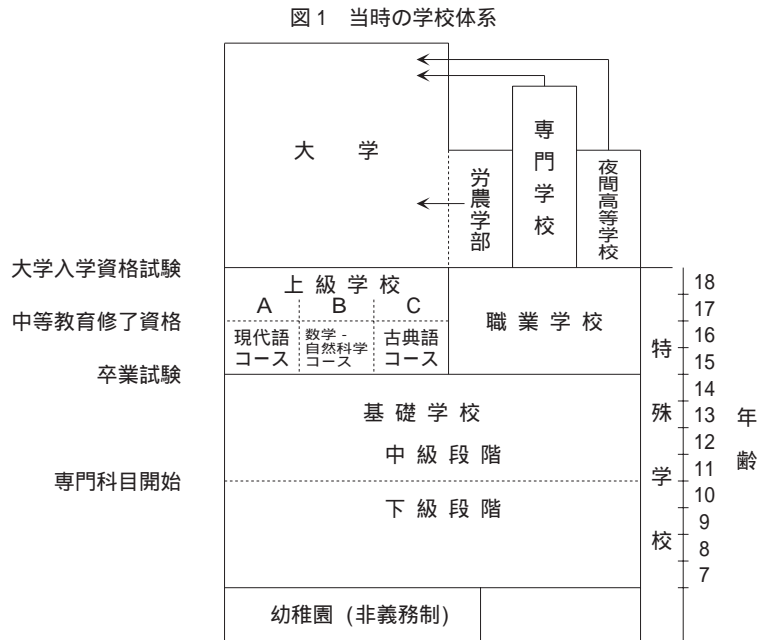 図1 当時の学校体系
大学
専門学校
労農学部
夜間高等学校
大学入学資格試験
上級学校
A B C
中等教育修了資格
現代語
コース
数学-
自然科学
コース
古典語
コース
職業学校
卒業試験
基礎学校
中級段階
専門科目開始
下級段階
幼稚園 (非義務制)
特殊学校
18
17
16
15
14
13
12
11
10
9
8
7
年齢